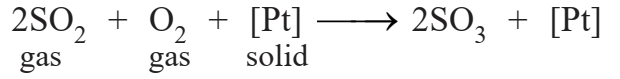 2SO₂ + O₂ + [Pt] ⟶ 2SO₃ + [Pt]
gas gas solid